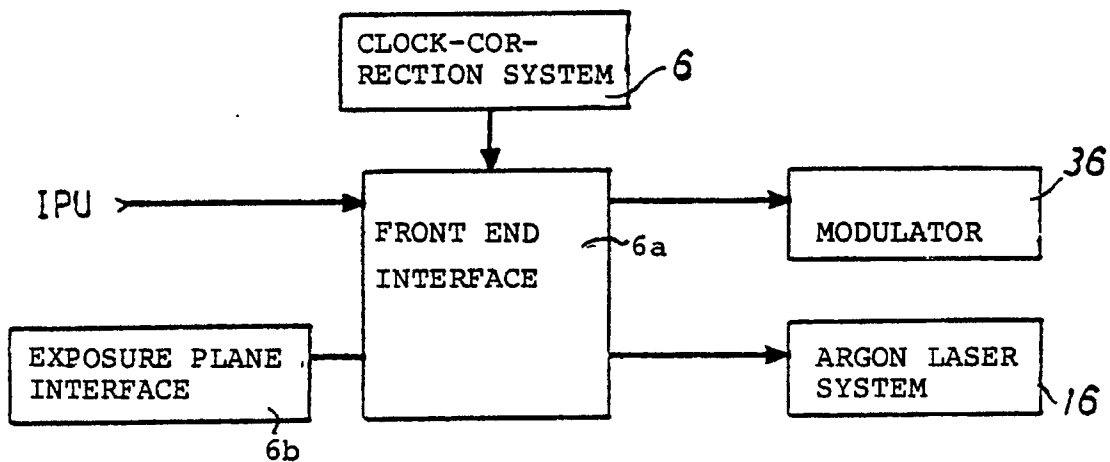 CLOCK-COR-
RECTION SYSTEM
6
36
IPU
FRONT END
INTERFACE
6a
MODULATOR
EXPOSURE PLANE
INTERFACE
6b
ARGON LASER
SYSTEM
16